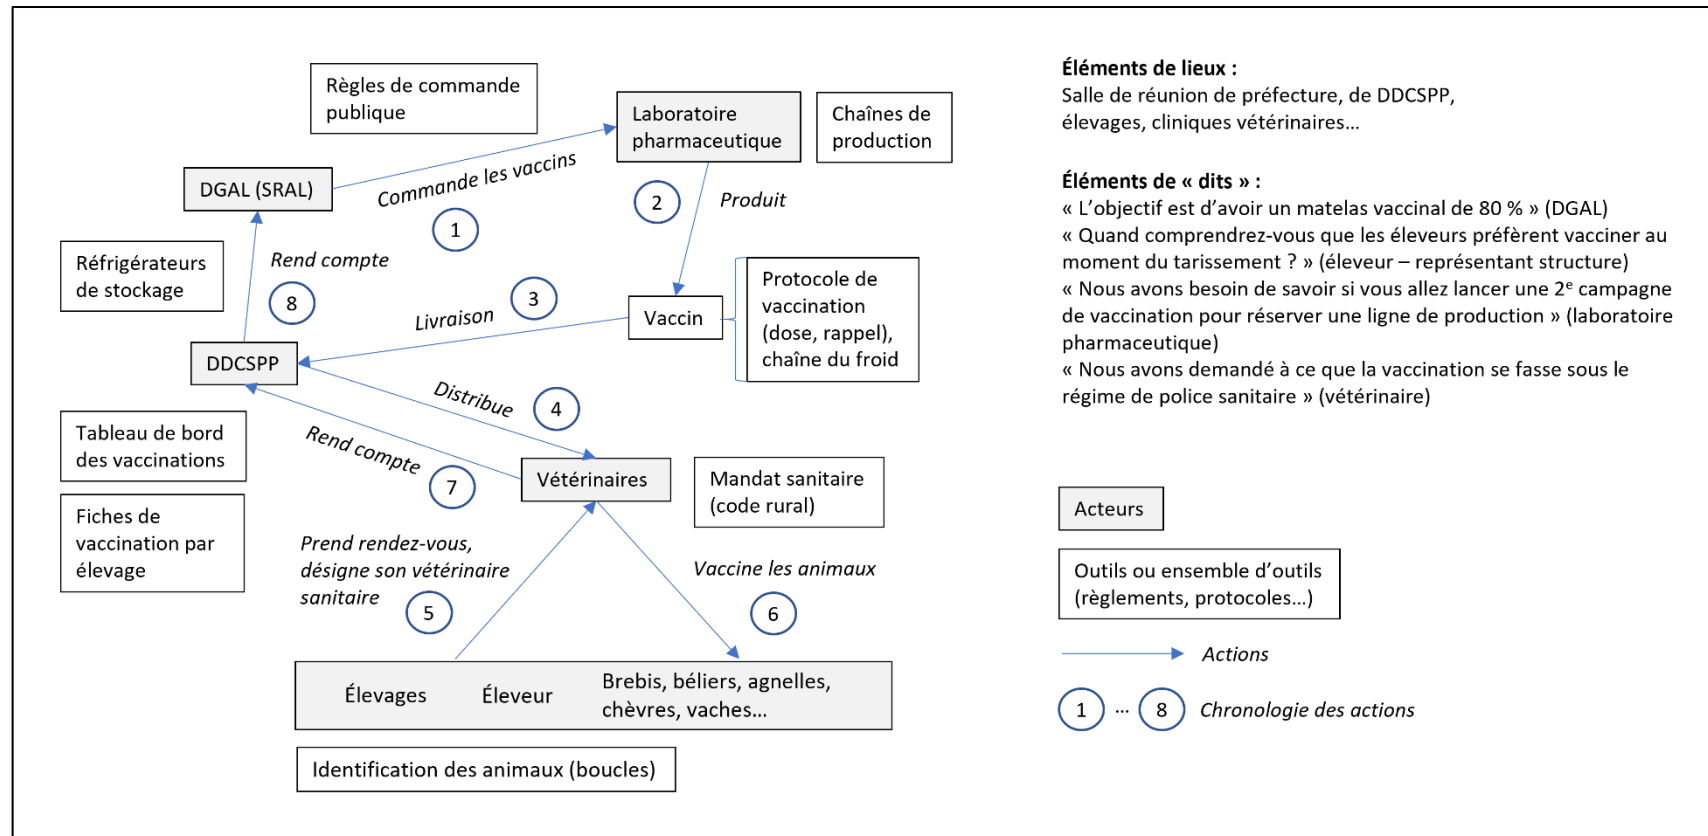 Règles de commande
publique
Laboratoire
pharmaceutique
Chaînes de
production
DGAL (SRAL)
Commande les vaccins
1
2
Produit
Réfrigérateurs
de stockage
Rend compte
8
3
Livraison
Vaccin
Protocole de
vaccination
(dose, rappel),
chaîne du froid
DDCSPP
Distribue
4
Tableau de bord
des vaccinations
Rend compte
7
Vétérinaires
Mandat sanitaire
(code rural)
Fiches de
vaccination par
élevage
Prend rendez-vous,
désigne son vétérinaire
sanitaire
5
Vaccine les animaux
6
Élevages
Éleveur
Brebis, béliers, agnelles,
chèvres, vaches…
Identification des animaux (boucles)
Éléments de lieux :
Salle de réunion de préfecture, de DDCSPP,
élevages, cliniques vétérinaires…
Éléments de « dits » :
« L’objectif est d’avoir un matelas vaccinal de 80 % » (DGAL)
« Quand comprendrez-vous que les éleveurs préfèrent vacciner au
moment du tarissement ? » (éleveur – représentant structure)
« Nous avons besoin de savoir si vous allez lancer une 2e campagne
de vaccination pour réserver une ligne de production » (laboratoire
pharmaceutique)
« Nous avons demandé à ce que la vaccination se fasse sous le
régime de police sanitaire » (vétérinaire)
Acteurs
Outils ou ensemble d’outils
(règlements, protocoles…)
Actions
1 … 8 Chronologie des actions